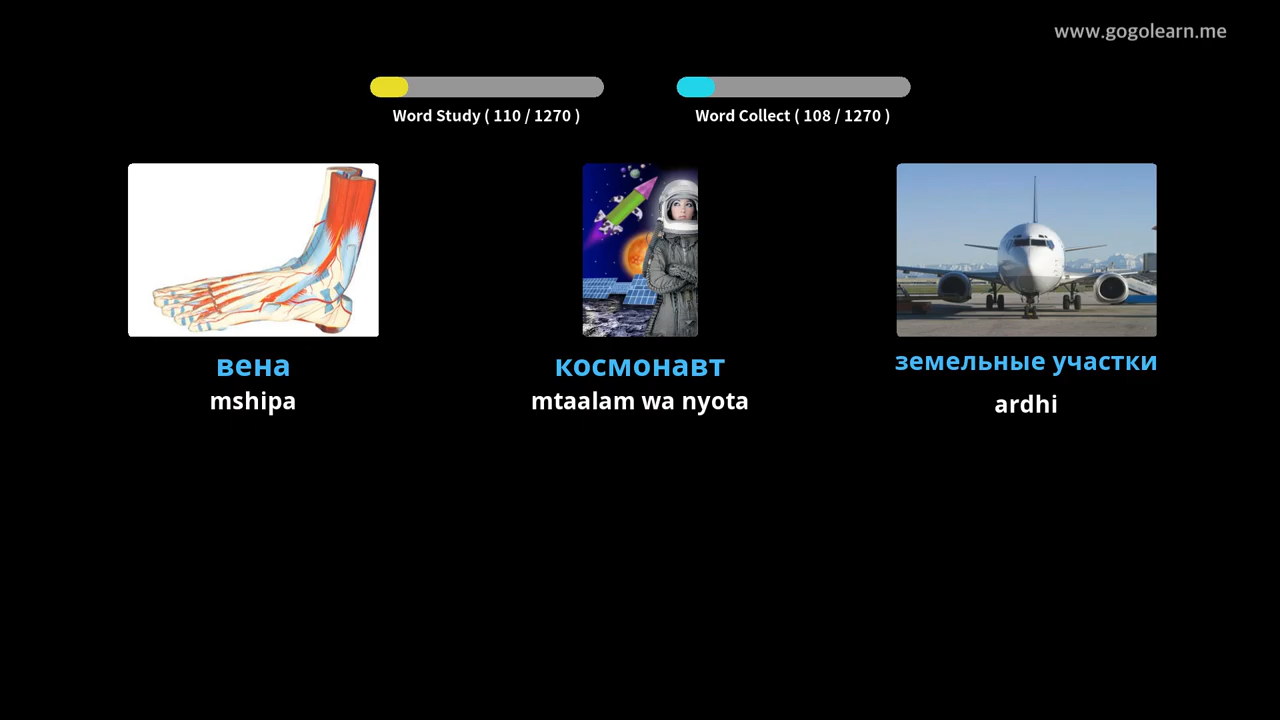 www.gogolearn.me
Word Study ( 110 / 1270 )
Word Collect ( 108 / 1270 )
вена
mshipa
космонавт
mtaalam wa nyota
земельные участки
ardhi